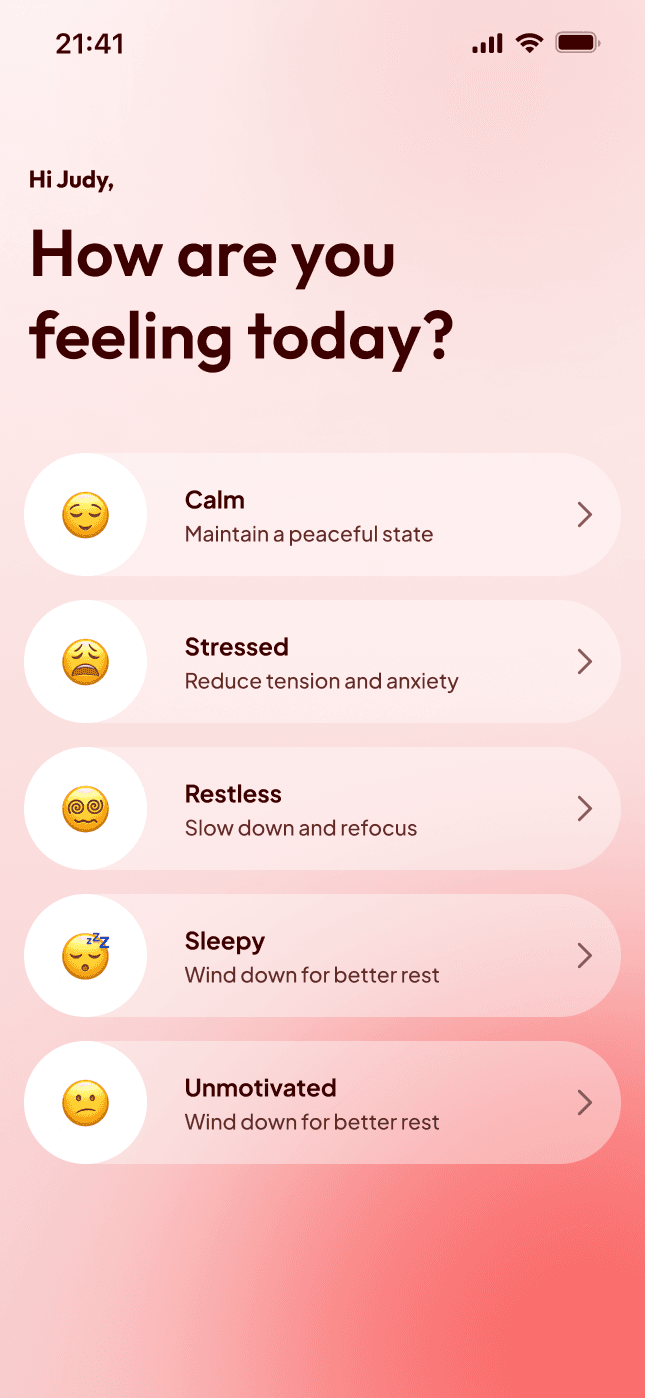 21:41
Hi Judy,
How are you
feeling today?
Calm
Maintain a peaceful state
Stressed
Reduce tension and anxiety
Restless
Slow down and refocus
Sleepy
Wind down for better rest
Unmotivated
Wind down for better rest